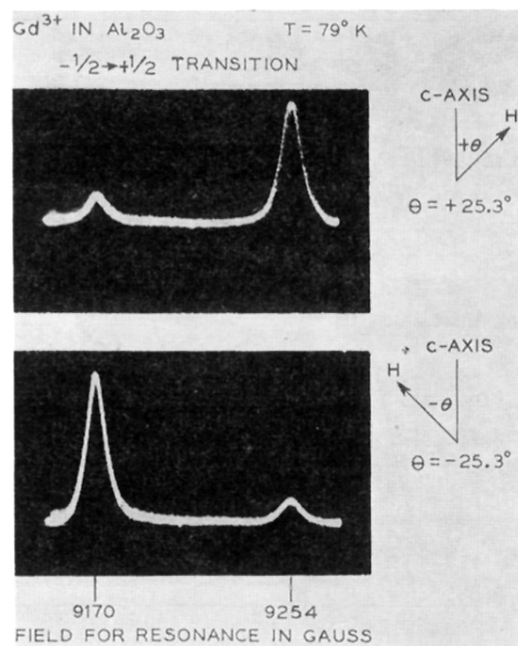 Gd³⁺ IN Al₂O₃ T = 79° K
-1/2→+1/2 TRANSITION
C-AXIS
H
+θ
θ = +25.3°
C-AXIS
H
-θ
θ = -25.3°
9170 9254
FIELD FOR RESONANCE IN GAUSS